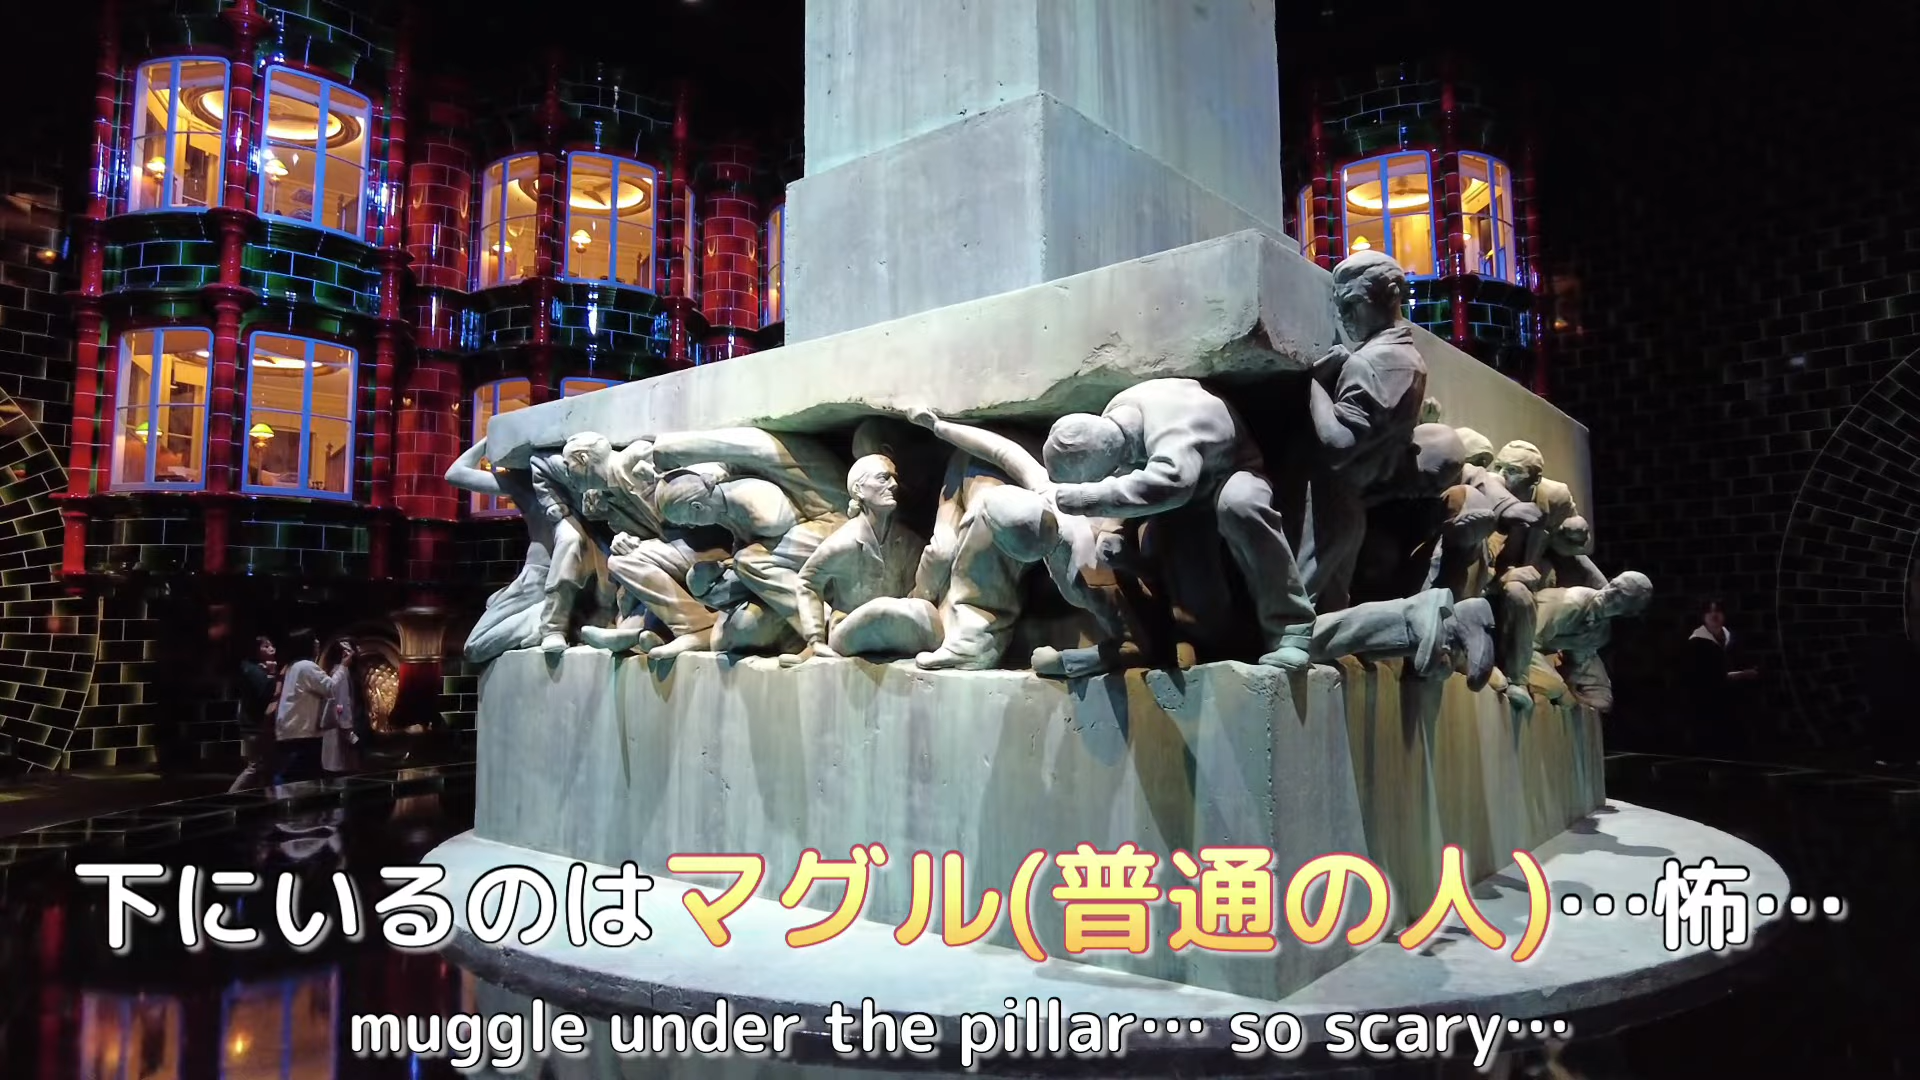 下にいるのはマグル(普通の人)…怖…
muggle under the pillar… so scary…